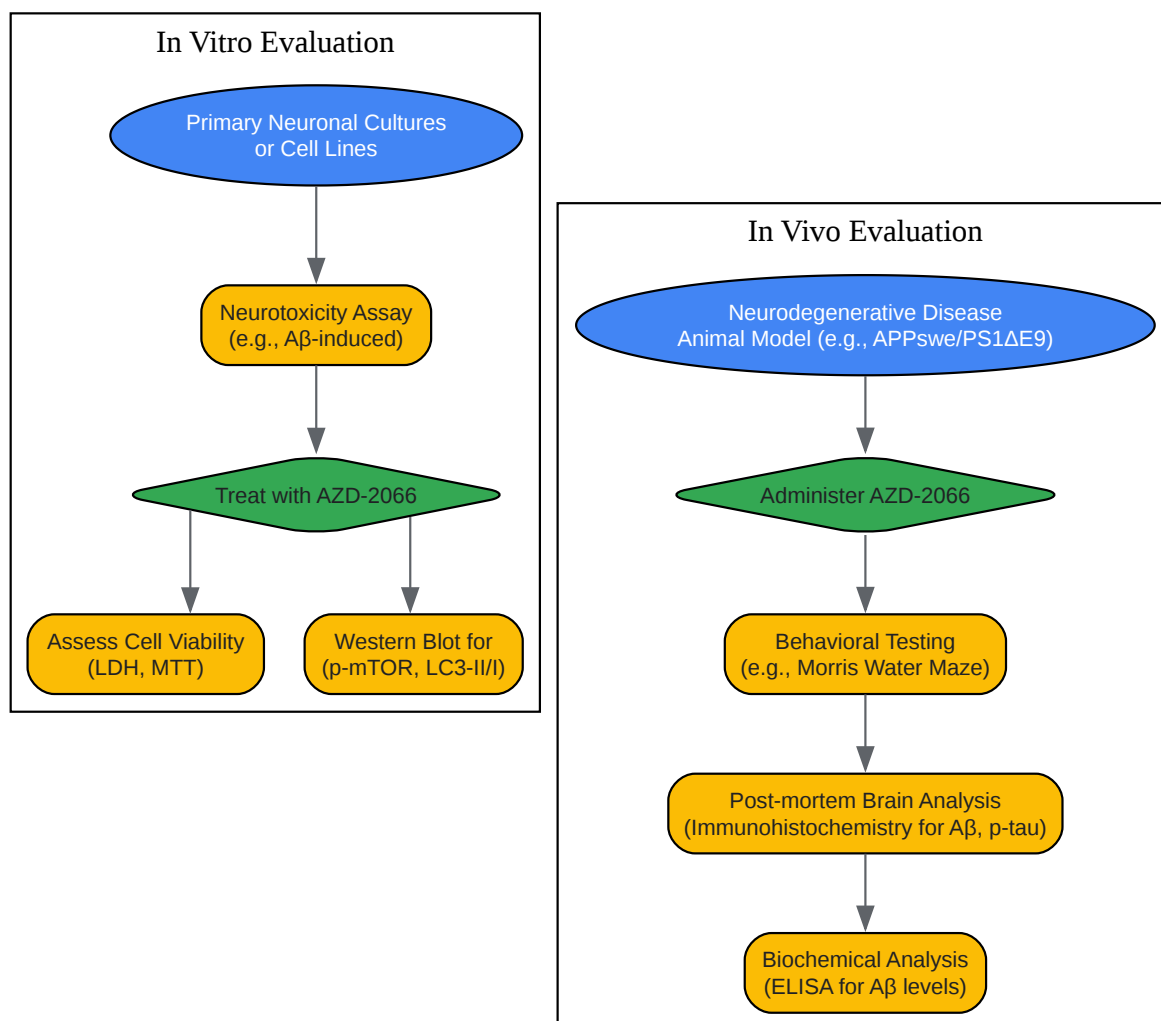 In Vitro Evaluation
Primary Neuronal Cultures
or Cell Lines
Neurotoxicity Assay
(e.g., Aβ-induced)
Treat with AZD-2066
Assess Cell Viability
(LDH, MTT)
Western Blot for
(p-mTOR, LC3-II/I)
In Vivo Evaluation
Neurodegenerative Disease
Animal Model (e.g., APPswe/PS1ΔE9)
Administer AZD-2066
Behavioral Testing
(e.g., Morris Water Maze)
Post-mortem Brain Analysis
(Immunohistochemistry for Aβ, p-tau)
Biochemical Analysis
(ELISA for Aβ levels)